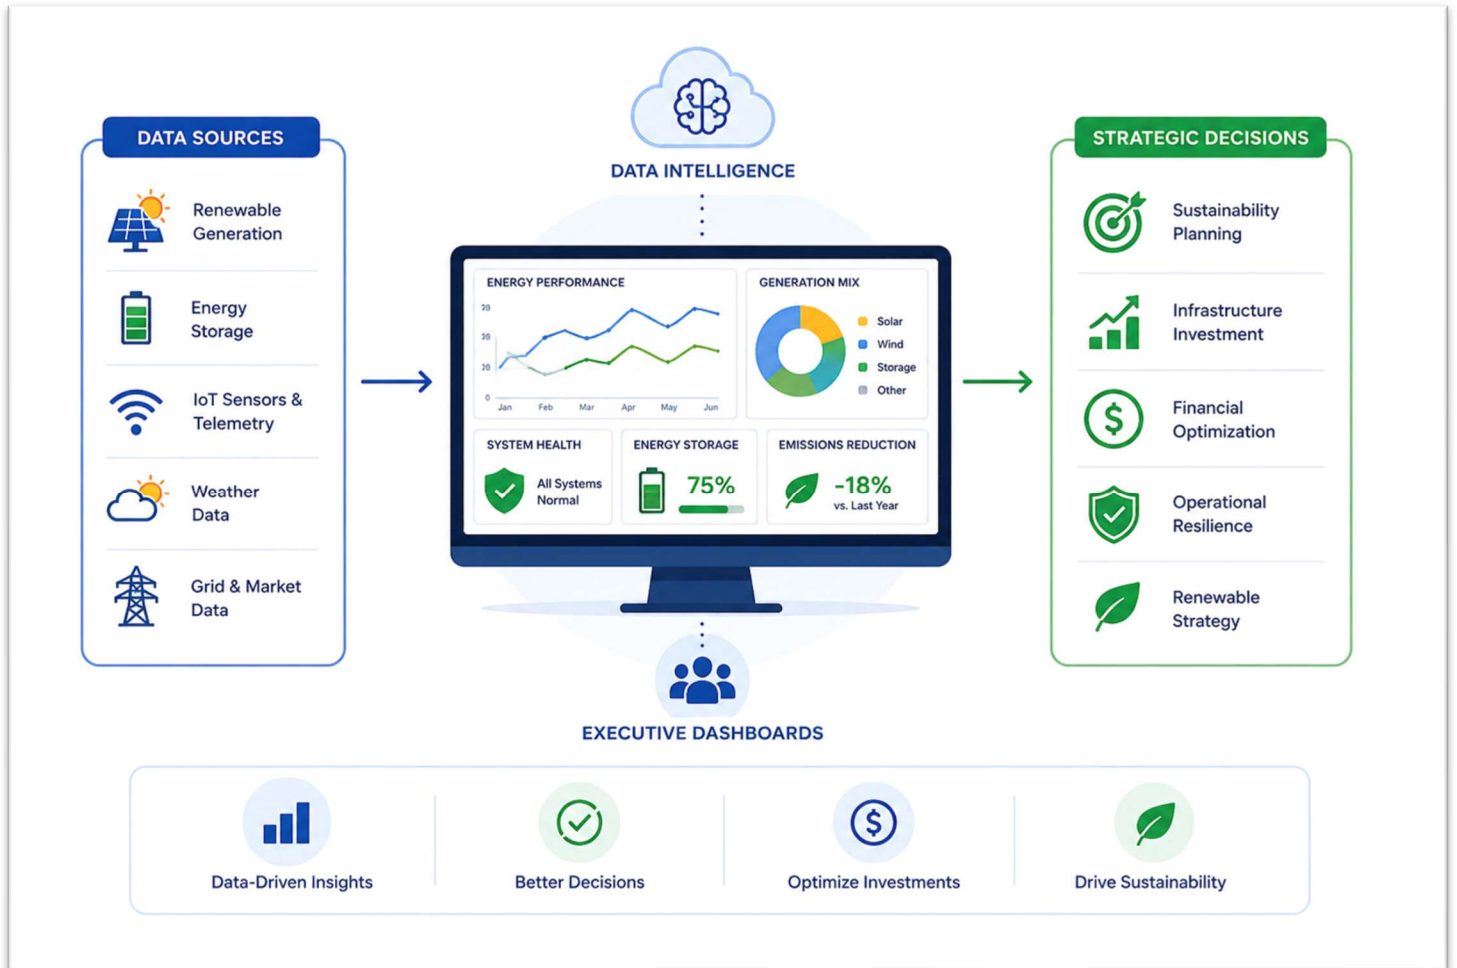 DATA INTELLIGENCE
DATA SOURCES
Renewable
Generation
Energy
Storage
IoT Sensors &
Telemetry
Weather
Data
Grid & Market
Data
ENERGY PERFORMANCE
0
Jan Feb Mar Apr May Jun
GENERATION MIX
Solar
Wind
Storage
Other
SYSTEM HEALTH
All Systems
Normal
ENERGY STORAGE
75%
EMISSIONS REDUCTION
-18%
vs. Last Year
STRATEGIC DECISIONS
Sustainability
Planning
Infrastructure
Investment
$
Financial
Optimization
Operational
Resilience
Renewable
Strategy
EXECUTIVE DASHBOARDS
Data-Driven Insights
Better Decisions
$
Optimize Investments
Drive Sustainability